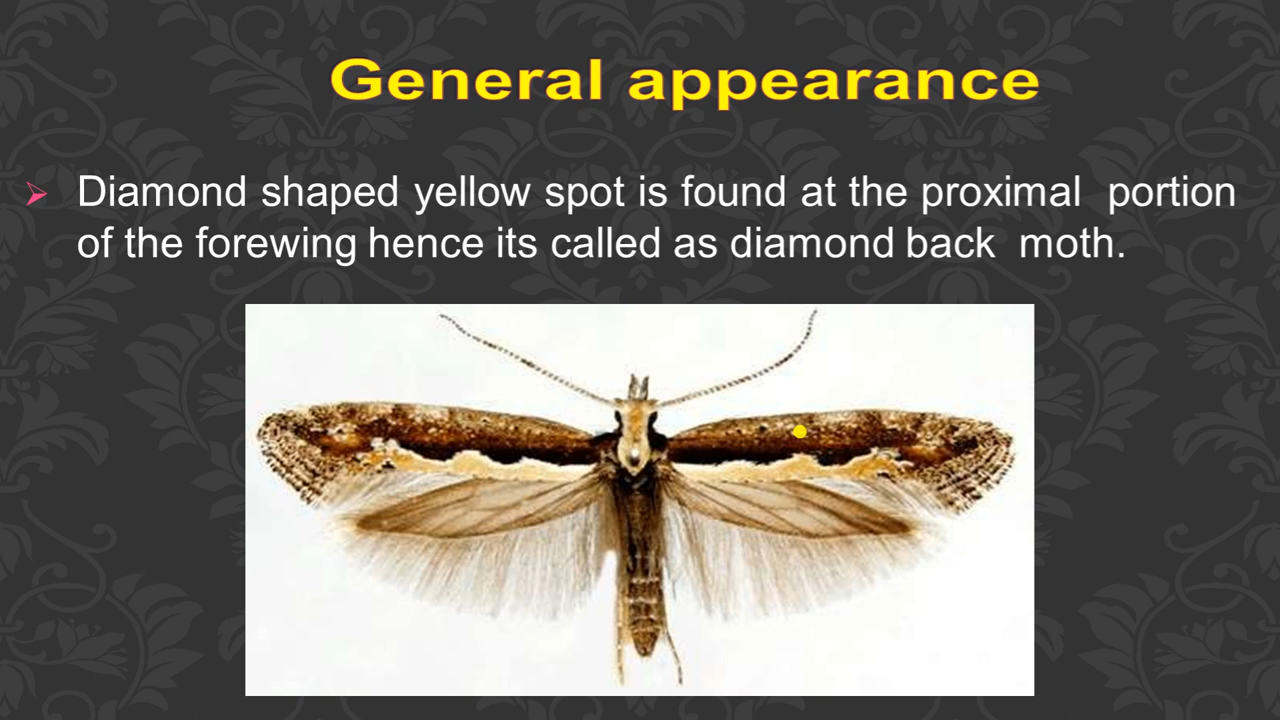 General appearance
Diamond shaped yellow spot is found at the proximal portion
of the forewing hence its called as diamond back moth.